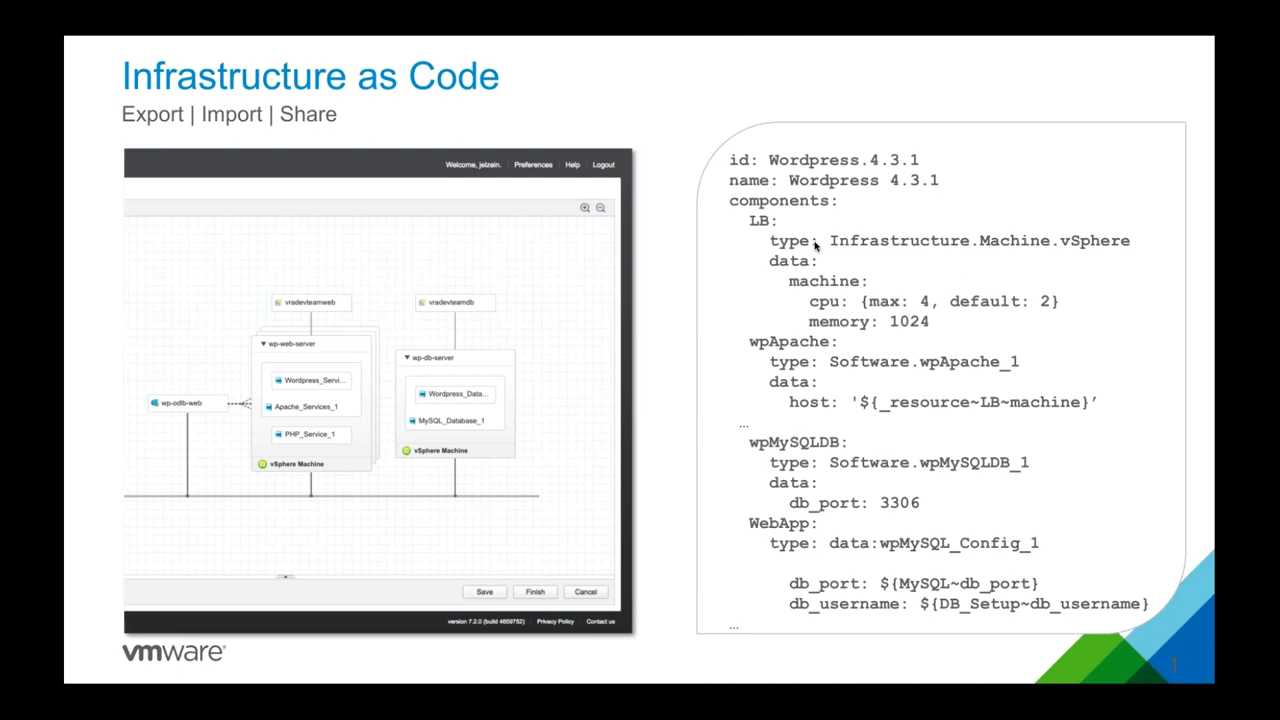 Infrastructure as Code
Export | Import | Share
Welcome, jelzein. Preferences Help Logout
vradevteamweb
vradevteamdb
wp-web-server
wp-db-server
Wordpress_Servi...
Wordpress_Data...
wp-odlb-web
Apache_Services_1
MySQL_Database_1
PHP_Service_1
vSphere Machine
vSphere Machine
Save Finish Cancel
version 7.2.0 (build 4659752) Privacy Policy Contact us
id: Wordpress.4.3.1
name: Wordpress 4.3.1
components:
LB:
type: Infrastructure.Machine.vSphere
data:
machine:
cpu: {max: 4, default: 2}
memory: 1024
wpApache:
type: Software.wpApache_1
data:
host: '${_resource~LB~machine}’
…
wpMySQLDB:
type: Software.wpMySQLDB_1
data:
db_port: 3306
WebApp:
type: data:wpMySQL_Config_1
db_port: ${MySQL~db_port}
db_username: ${DB_Setup~db_username}
…
vmware®
1